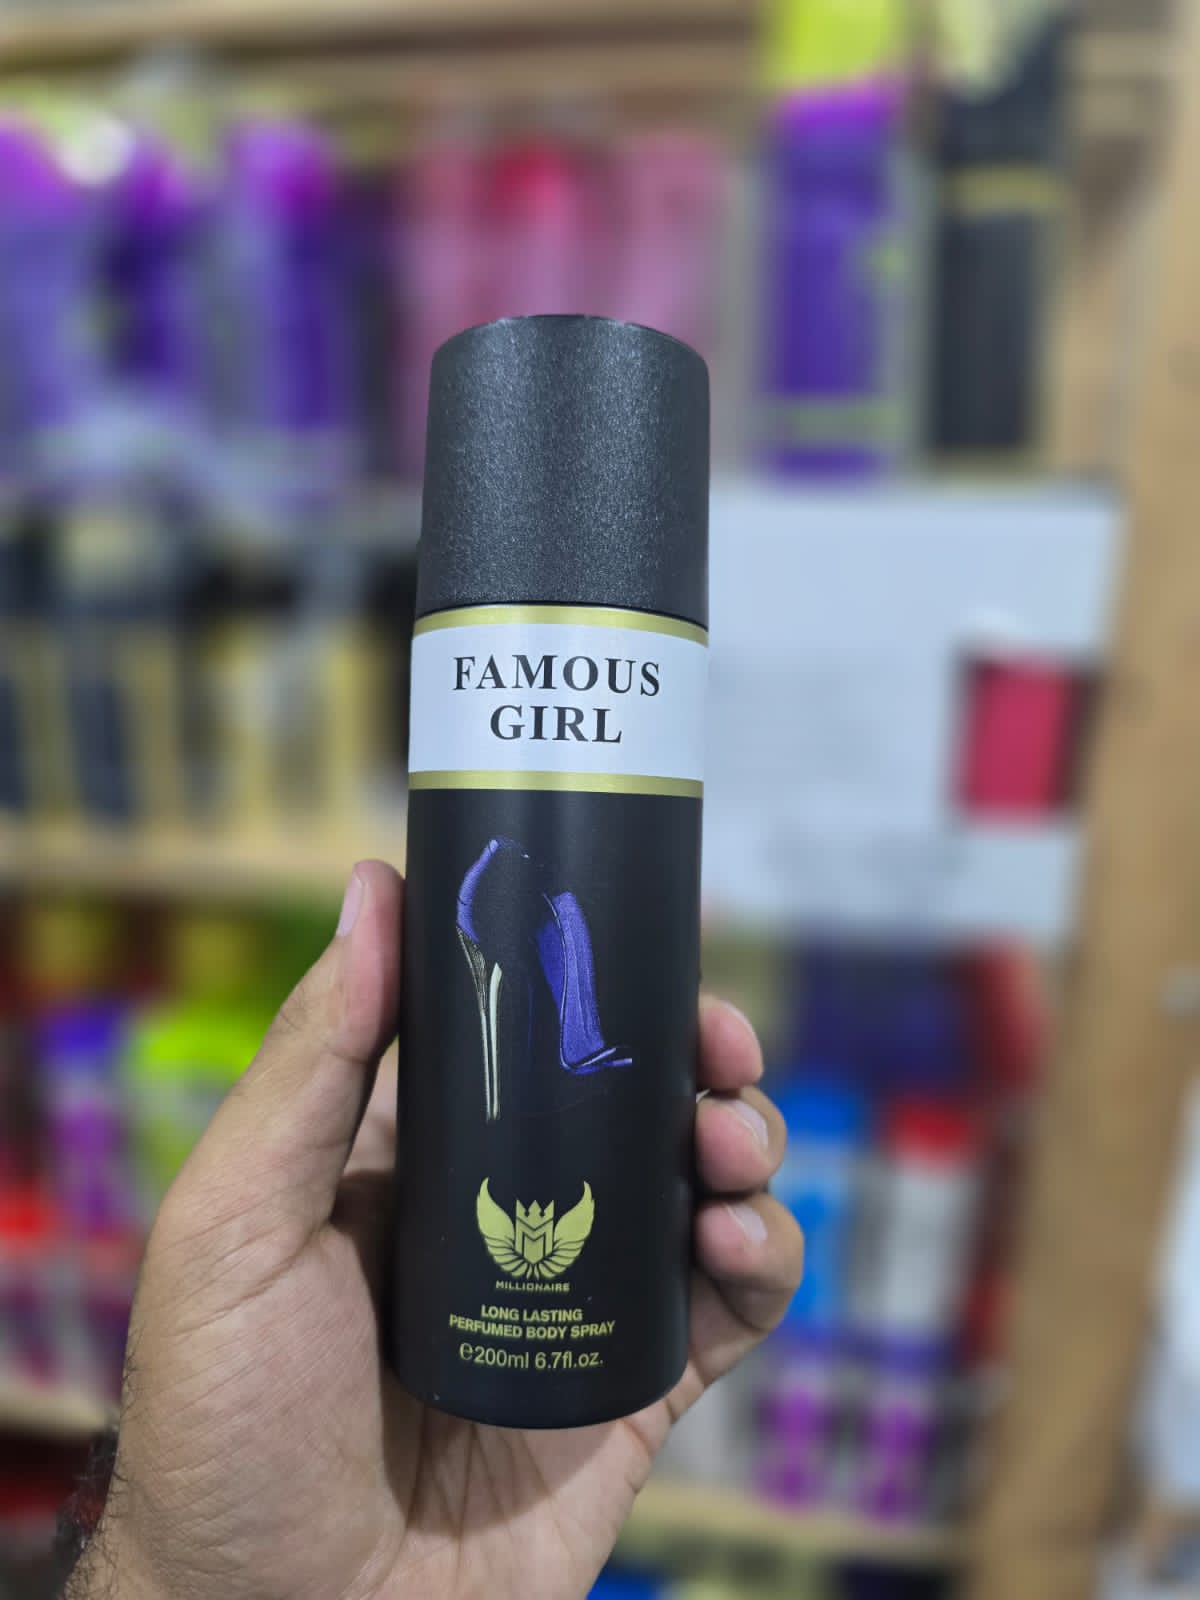 FAMOUS
GIRL
M
MILLIONAIRE
LONG LASTING
PERFUMED BODY SPRAY
℮200ml 6.7fl.oz.